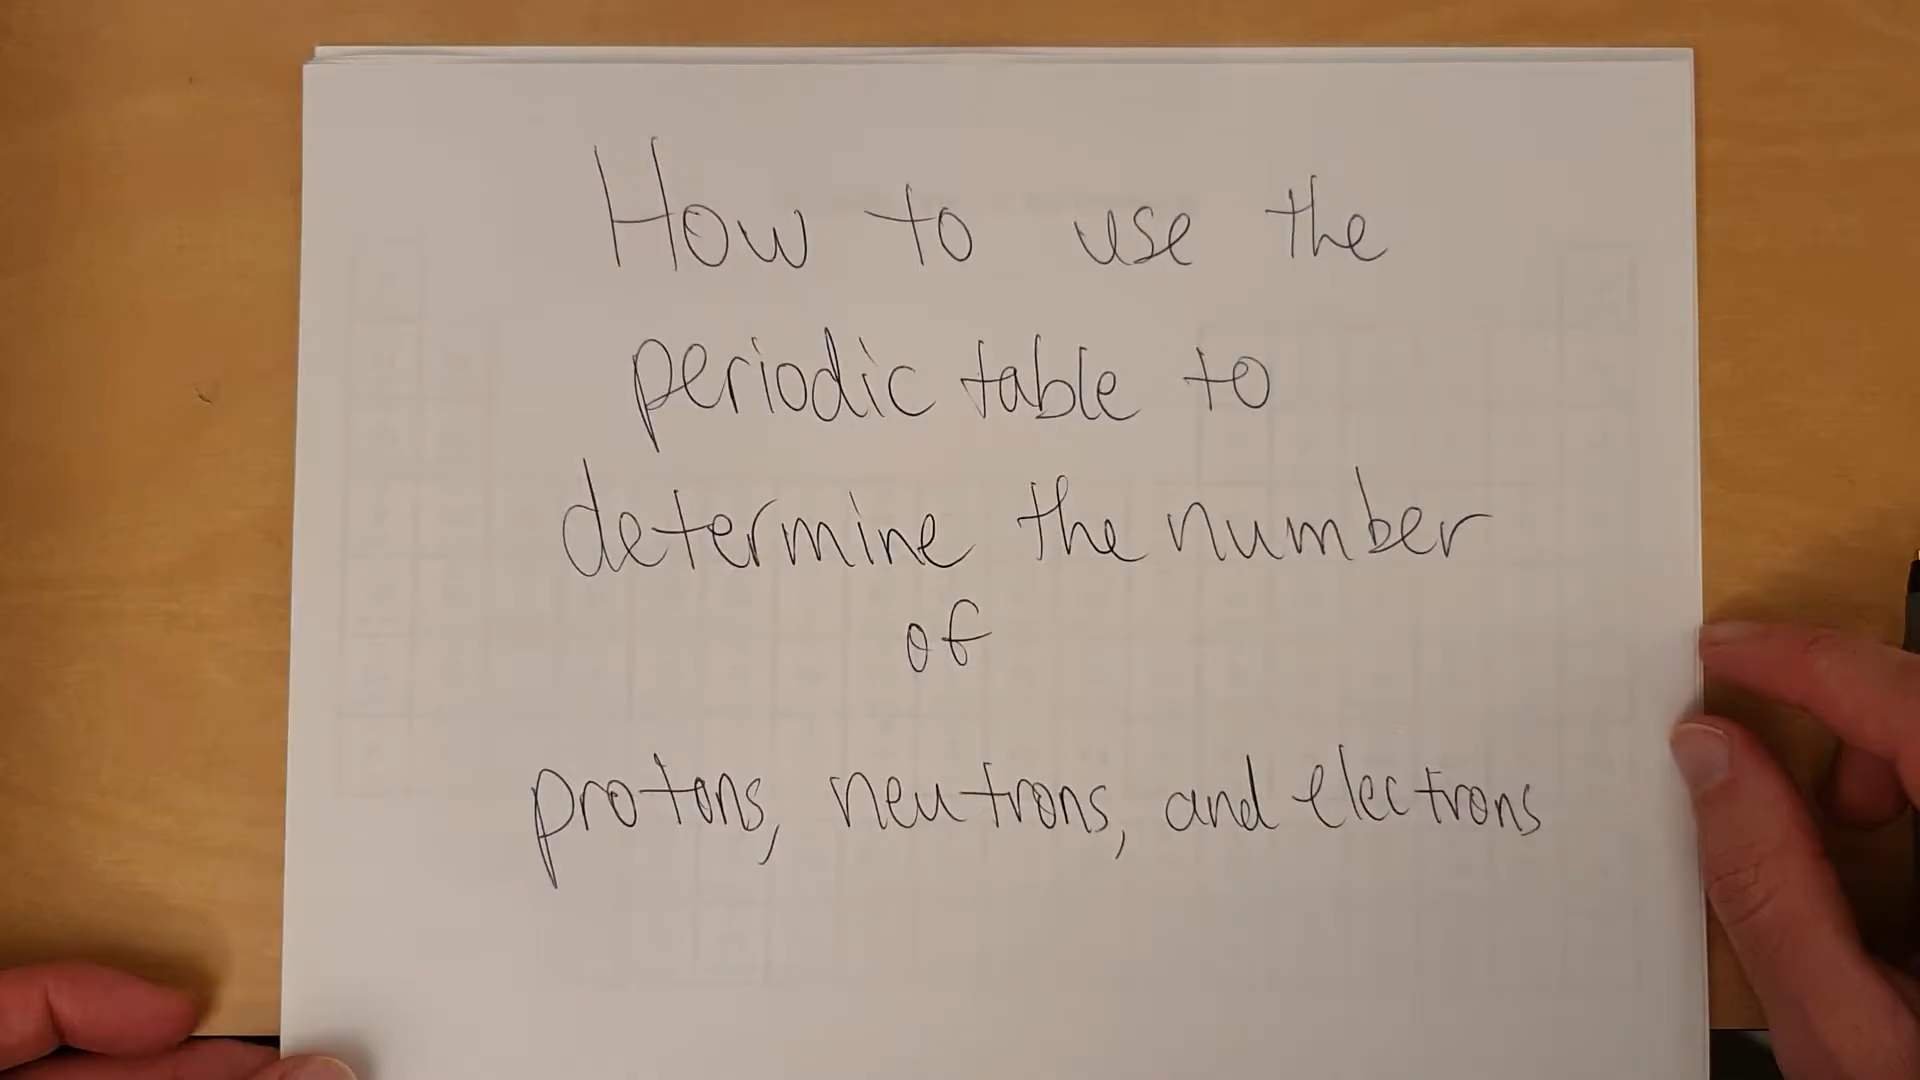 How to use the
periodic table to
determine the number
of
protons, neutrons, and electrons